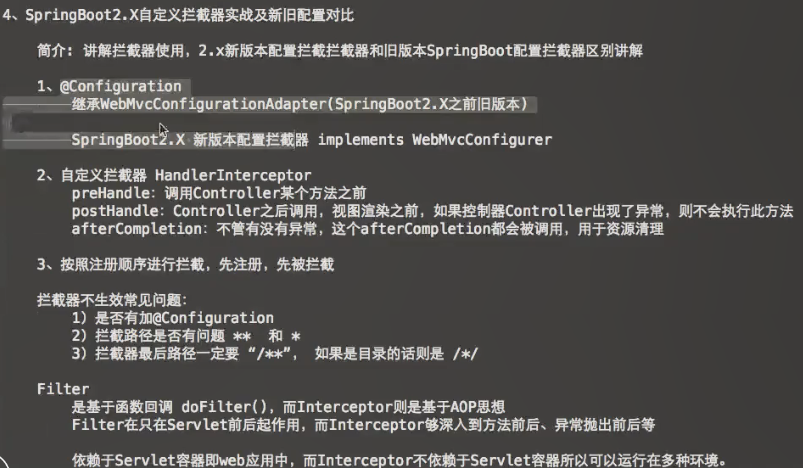 4、SpringBoot2.X自定义拦截器实战及新旧配置对比
简介: 讲解拦截器使用，2.x新版本配置拦截拦截器和旧版本SpringBoot配置拦截器区别讲解
1、@Configuration
继承WebMvcConfigurationAdapter(SpringBoot2.X之前旧版本)
SpringBoot2.X 新版本配置拦截器 implements WebMvcConfigurer
2、自定义拦截器 HandlerInterceptor
preHandle：调用Controller某个方法之前
postHandle：Controller之后调用，视图渲染之前，如果控制器Controller出现了异常，则不会执行此方法
afterCompletion：不管有没有异常，这个afterCompletion都会被调用，用于资源清理
3、按照注册顺序进行拦截，先注册，先被拦截
拦截器不生效常见问题：
1）是否有加@Configuration
2）拦截路径是否有问题 ** 和 *
3）拦截器最后路径一定要 “/**”， 如果是目录的话则是 /*/
Filter
是基于函数回调 doFilter()，而Interceptor则是基于AOP思想
Filter在只在Servlet前后起作用，而Interceptor够深入到方法前后、异常抛出前后等
依赖于Servlet容器即web应用中，而Interceptor不依赖于Servlet容器所以可以运行在多种环境。